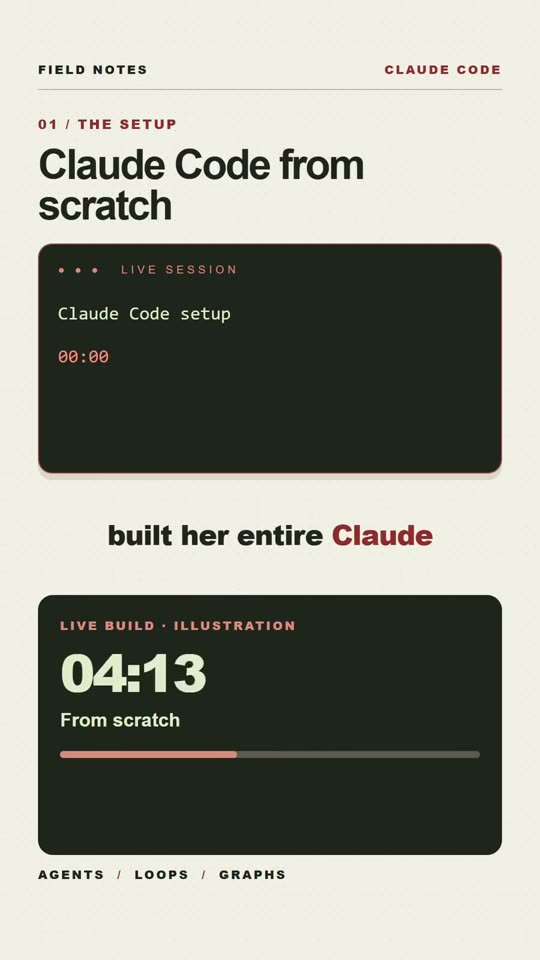 FIELD NOTES
CLAUDE CODE
01 / THE SETUP
Claude Code from
scratch
LIVE SESSION
Claude Code setup
00:00
built her entire Claude
LIVE BUILD · ILLUSTRATION
04:13
From scratch
AGENTS / LOOPS / GRAPHS